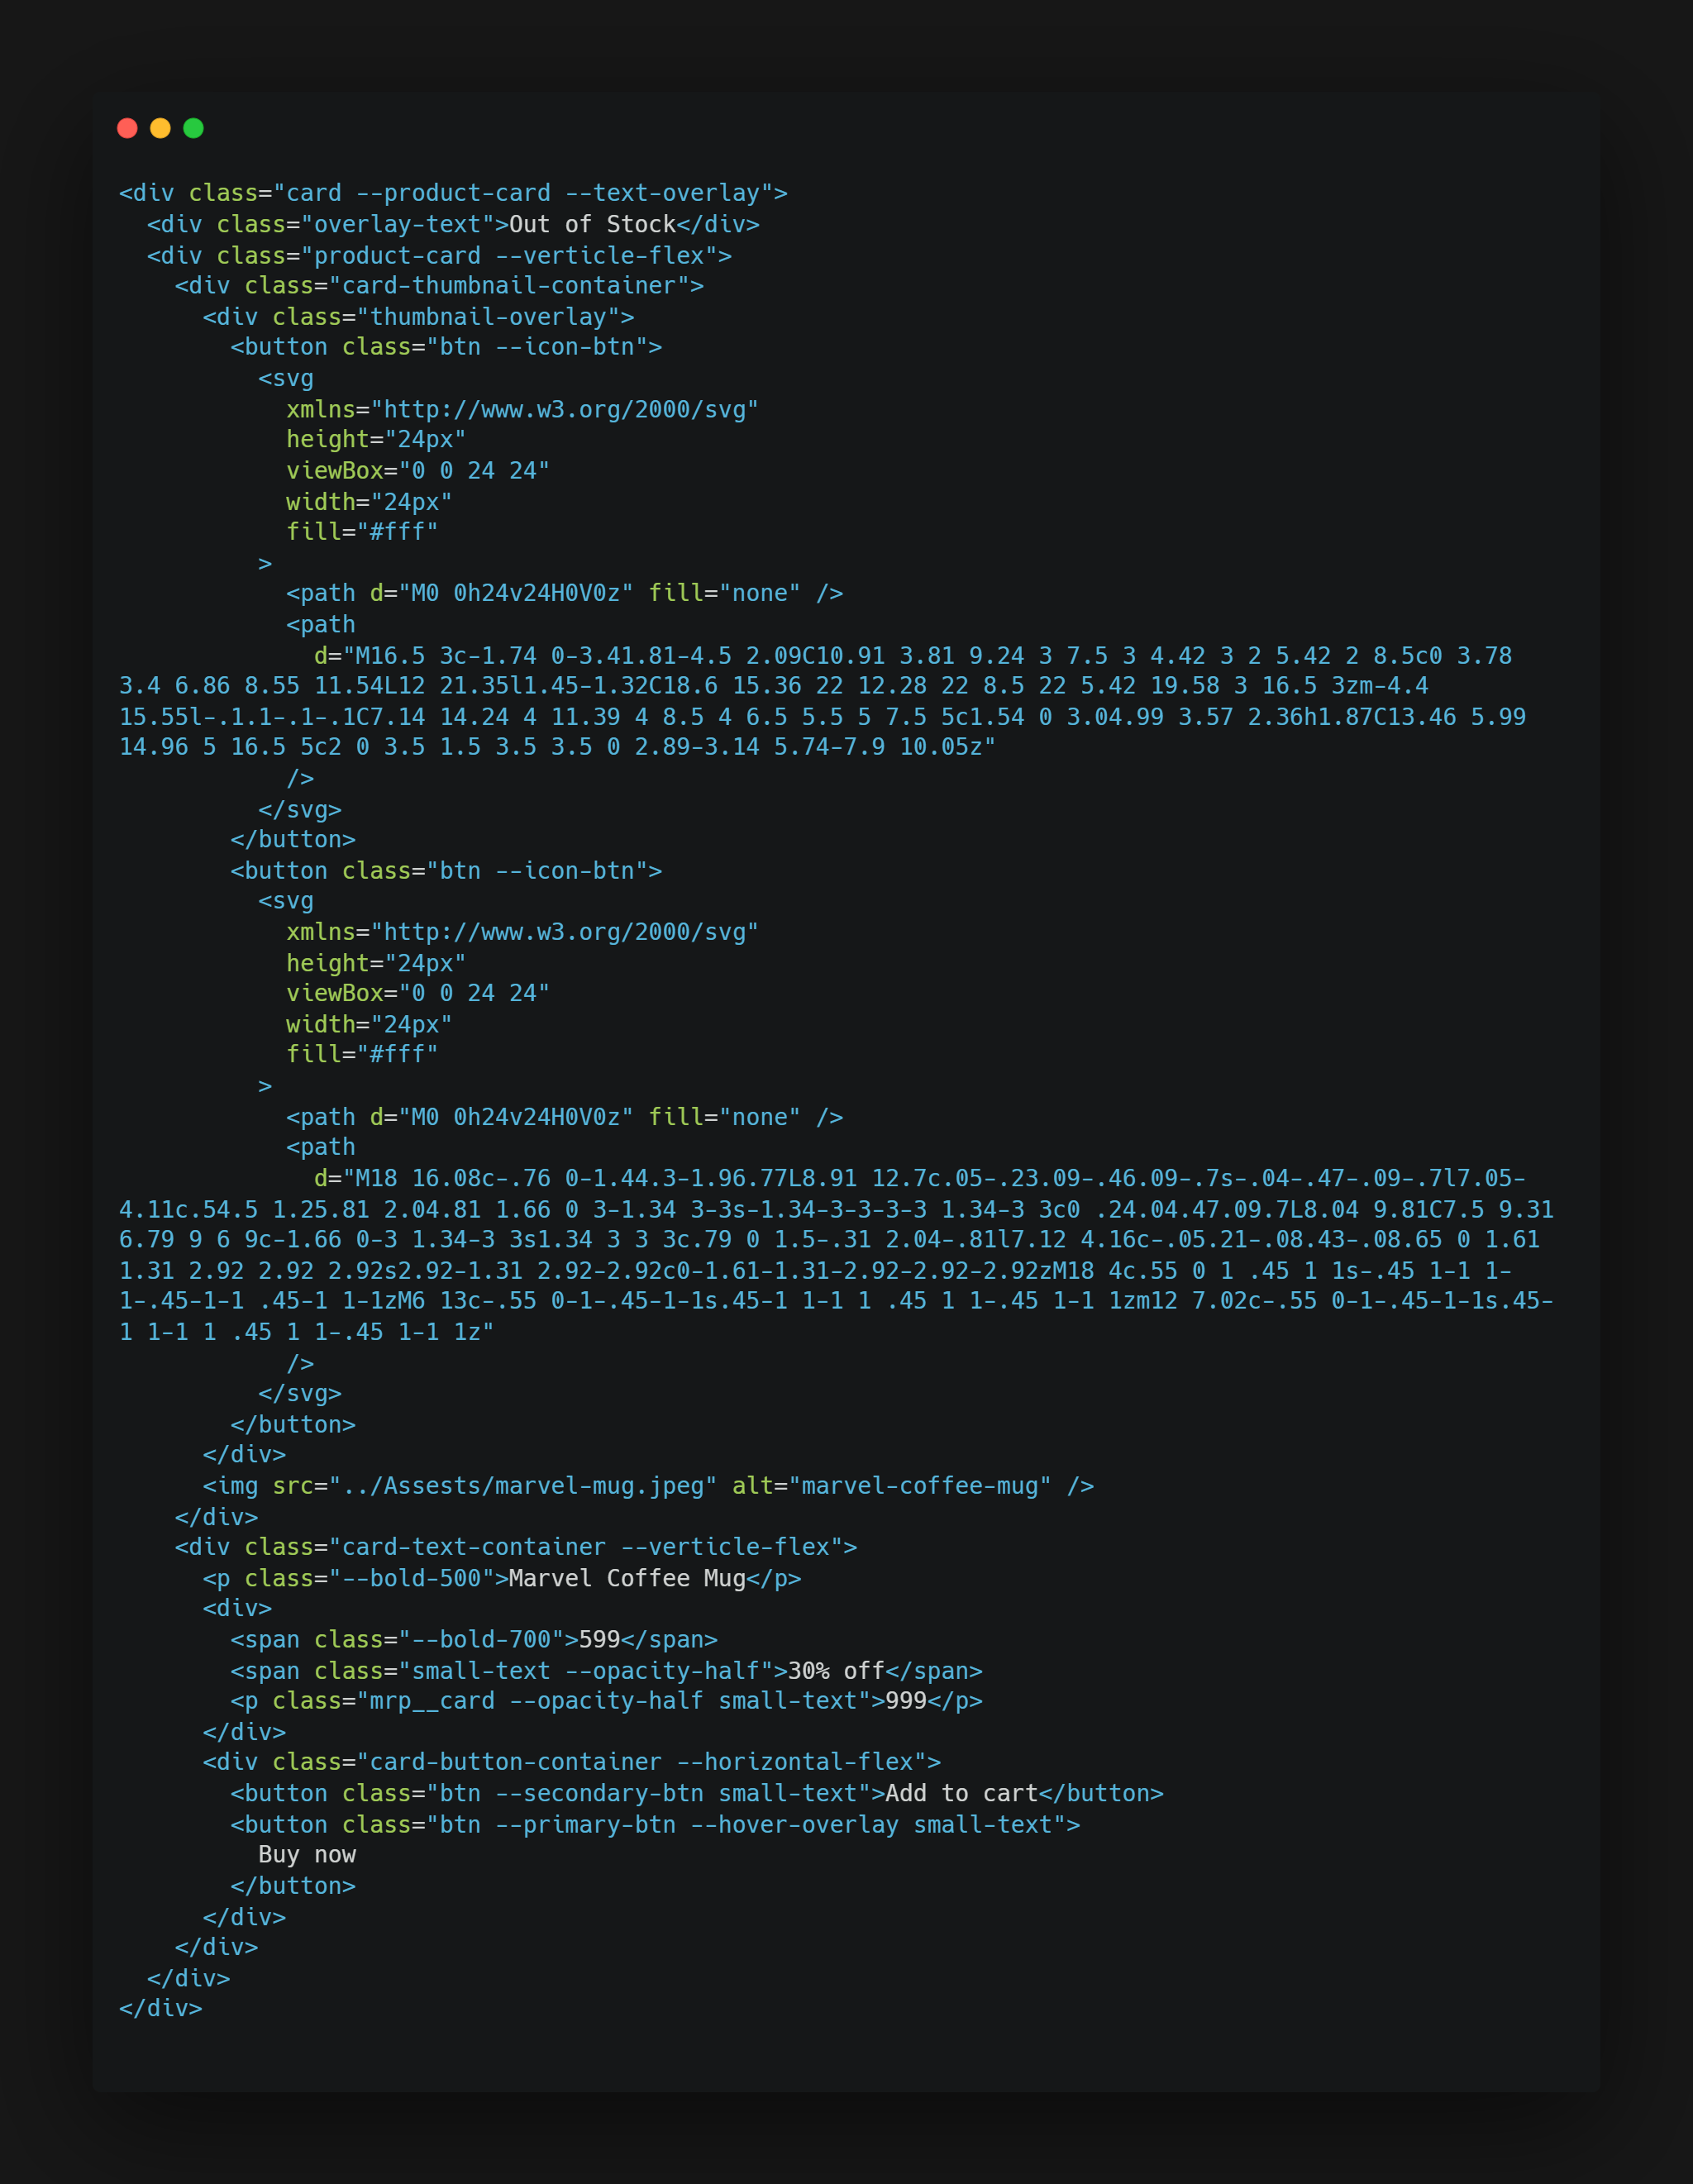 <div class="card --product-card --text-overlay">
  <div class="overlay-text">Out of Stock</div>
  <div class="product-card --verticle-flex">
    <div class="card-thumbnail-container">
      <div class="thumbnail-overlay">
        <button class="btn --icon-btn">
          <svg
            xmlns="http://www.w3.org/2000/svg"
            height="24px"
            viewBox="0 0 24 24"
            width="24px"
            fill="#fff"
          >
            <path d="M0 0h24v24H0V0z" fill="none" />
            <path
              d="M16.5 3c-1.74 0-3.41.81-4.5 2.09C10.91 3.81 9.24 3 7.5 3 4.42 3 2 5.42 2 8.5c0 3.78
3.4 6.86 8.55 11.54L12 21.35l1.45-1.32C18.6 15.36 22 12.28 22 8.5 22 5.42 19.58 3 16.5 3zm-4.4
15.55l-.1.1-.1-.1C7.14 14.24 4 11.39 4 8.5 4 6.5 5.5 5 7.5 5c1.54 0 3.04.99 3.57 2.36h1.87C13.46 5.99
14.96 5 16.5 5c2 0 3.5 1.5 3.5 3.5 0 2.89-3.14 5.74-7.9 10.05z"
            />
          </svg>
        </button>
        <button class="btn --icon-btn">
          <svg
            xmlns="http://www.w3.org/2000/svg"
            height="24px"
            viewBox="0 0 24 24"
            width="24px"
            fill="#fff"
          >
            <path d="M0 0h24v24H0V0z" fill="none" />
            <path
              d="M18 16.08c-.76 0-1.44.3-1.96.77L8.91 12.7c.05-.23.09-.46.09-.7s-.04-.47-.09-.7l7.05-
4.11c.54.5 1.25.81 2.04.81 1.66 0 3-1.34 3-3s-1.34-3-3-3-3 1.34-3 3c0 .24.04.47.09.7L8.04 9.81C7.5 9.31
6.79 9 6 9c-1.66 0-3 1.34-3 3s1.34 3 3 3c.79 0 1.5-.31 2.04-.81l7.12 4.16c-.05.21-.08.43-.08.65 0 1.61
1.31 2.92 2.92 2.92s2.92-1.31 2.92-2.92c0-1.61-1.31-2.92-2.92-2.92zM18 4c.55 0 1 .45 1 1s-.45 1-1 1-
1-.45-1-1 .45-1 1-1zM6 13c-.55 0-1-.45-1-1s.45-1 1-1 1 .45 1 1-.45 1-1 1zm12 7.02c-.55 0-1-.45-1-1s.45-
1 1-1 1 .45 1 1-.45 1-1 1z"
            />
          </svg>
        </button>
      </div>
      <img src="../Assests/marvel-mug.jpeg" alt="marvel-coffee-mug" />
    </div>
    <div class="card-text-container --verticle-flex">
      <p class="--bold-500">Marvel Coffee Mug</p>
      <div>
        <span class="--bold-700">599</span>
        <span class="small-text --opacity-half">30% off</span>
        <p class="mrp__card --opacity-half small-text">999</p>
      </div>
      <div class="card-button-container --horizontal-flex">
        <button class="btn --secondary-btn small-text">Add to cart</button>
        <button class="btn --primary-btn --hover-overlay small-text">
          Buy now
        </button>
      </div>
    </div>
  </div>
</div>